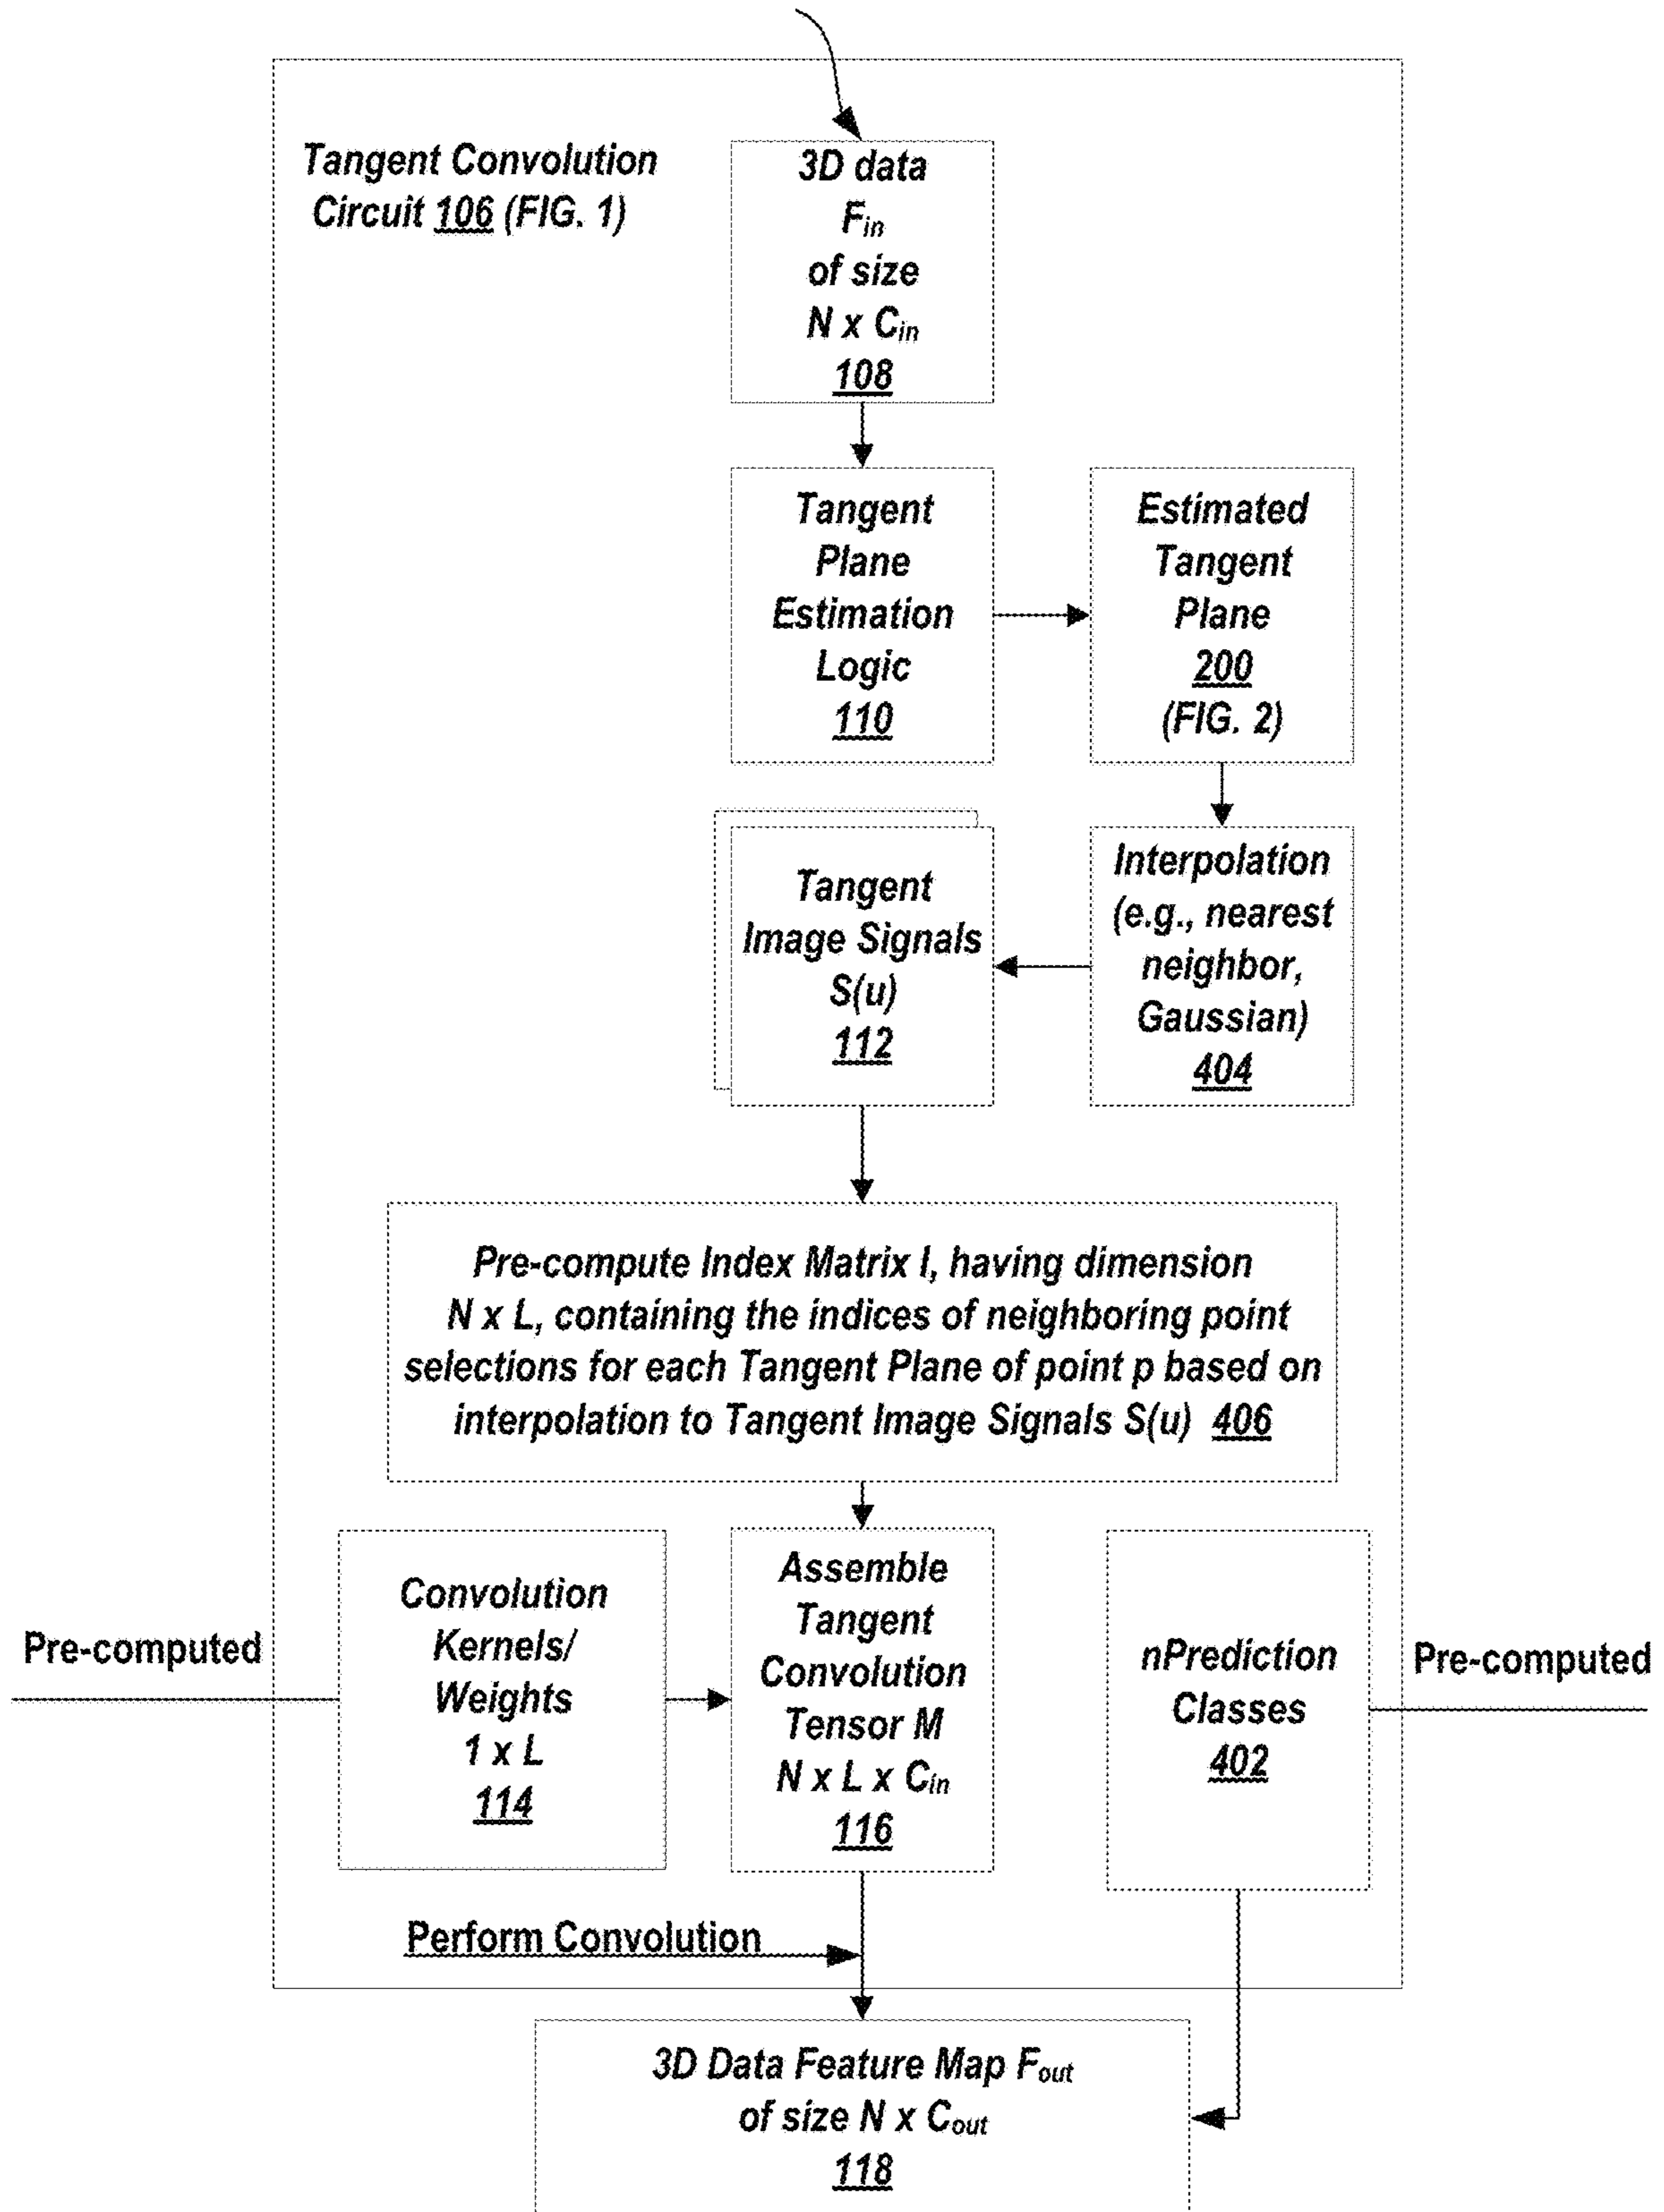 Tangent Convolution
Circuit 106 (FIG. 1)
3D data
Fin
of size
N x Cin
108
Tangent
Plane
Estimation
Logic
110
Estimated
Tangent
Plane
200
(FIG. 2)
Interpolation
(e.g., nearest
neighbor,
Gaussian)
404
Tangent
Image Signals
S(u)
112
Pre-compute Index Matrix I, having dimension
N x L, containing the indices of neighboring point
selections for each Tangent Plane of point p based on
interpolation to Tangent Image Signals S(u) 406
Pre-computed
Convolution
Kernels/
Weights
1 x L
114
Assemble
Tangent
Convolution
Tensor M
N x L x Cin
116
nPrediction
Classes
402
Pre-computed
Perform Convolution
3D Data Feature Map Fout
of size N x Cout
118